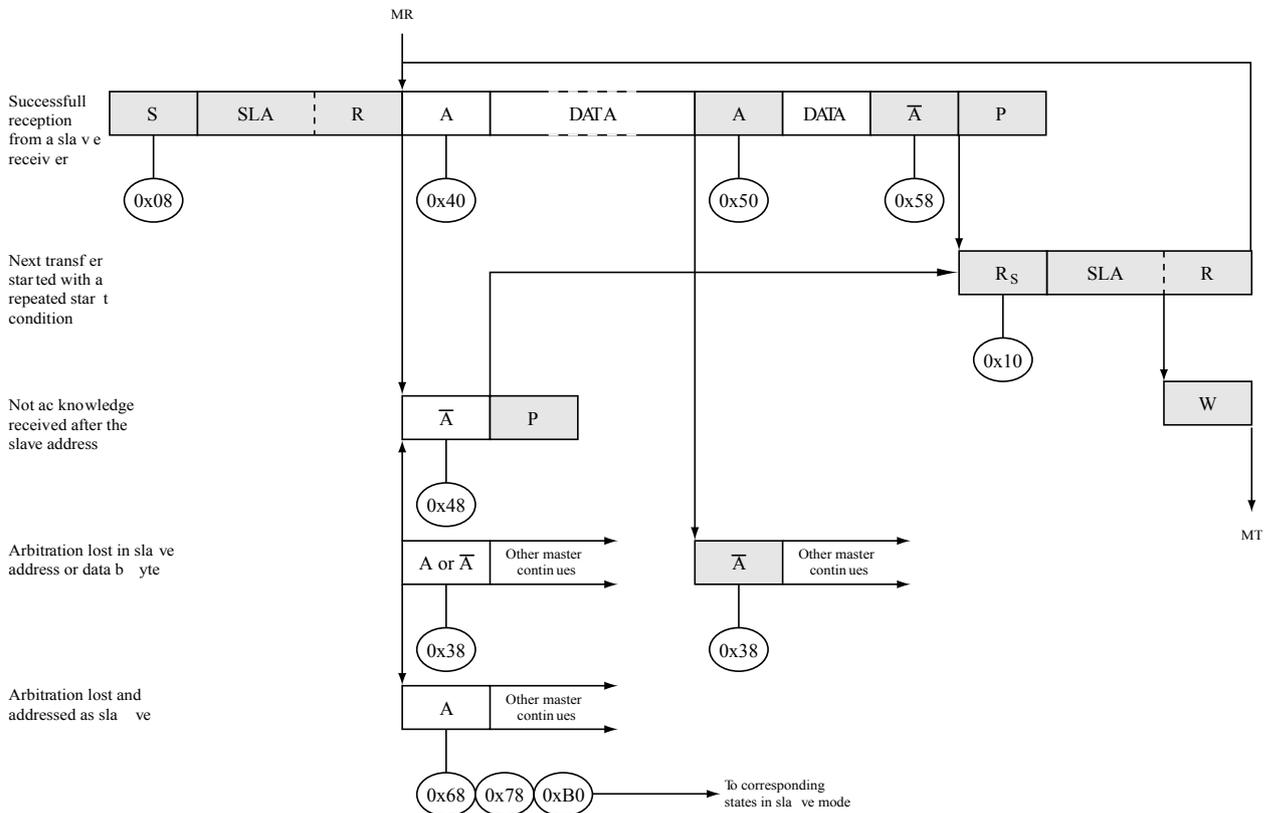 MR
Successfull
reception
from a sla v e
receiv er
S SLA R A DATA A DATA A̅ P
0x08 0x40 0x50 0x58
Next transf er
star ted with a
repeated star t
condition
R_S SLA R
0x10
Not ac knowledge
received after the
slave address
A̅ P
W
0x48
MT
Arbitration lost in sla ve
address or data b yte
A or A̅ Other master
contin ues
A̅ Other master
contin ues
0x38 0x38
Arbitration lost and
addressed as sla ve
A Other master
contin ues
0x68 0x78 0xB0
To corresponding
states in sla ve mode